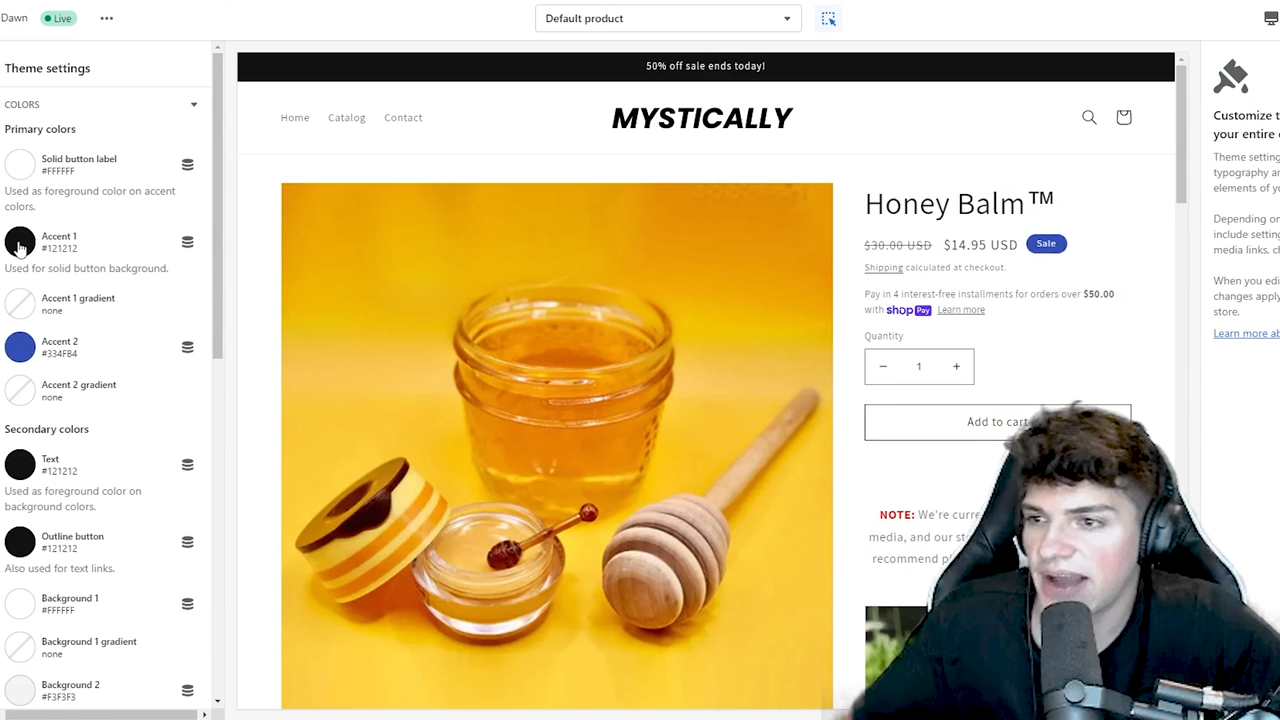 Dawn
Live
Default product
Theme settings
COLORS
Primary colors
Solid button label
#FFFFFF
Used as foreground color on accent
colors.
Accent 1
#121212
Used for solid button background.
Accent 1 gradient
none
Accent 2
#334FB4
Accent 2 gradient
none
Secondary colors
Text
#121212
Used as foreground color on
background colors.
Outline button
#121212
Also used for text links.
Background 1
#FFFFFF
Background 1 gradient
none
Background 2
#F3F3F3
50% off sale ends today!
Home Catalog Contact
MYSTICALLY
Honey Balm™
$30.00 USD $14.95 USD Sale
Shipping calculated at checkout.
Pay in 4 interest-free installments for orders over $50.00
with shop Pay Learn more
Quantity
− 1 +
Add to cart
NOTE: We're curre
media, and our st
recommend pl
Customize t
your entire
Theme setting
typography an
elements of yo
Depending on
include setting
media links, ch
When you edi
changes apply
store.
Learn more ab